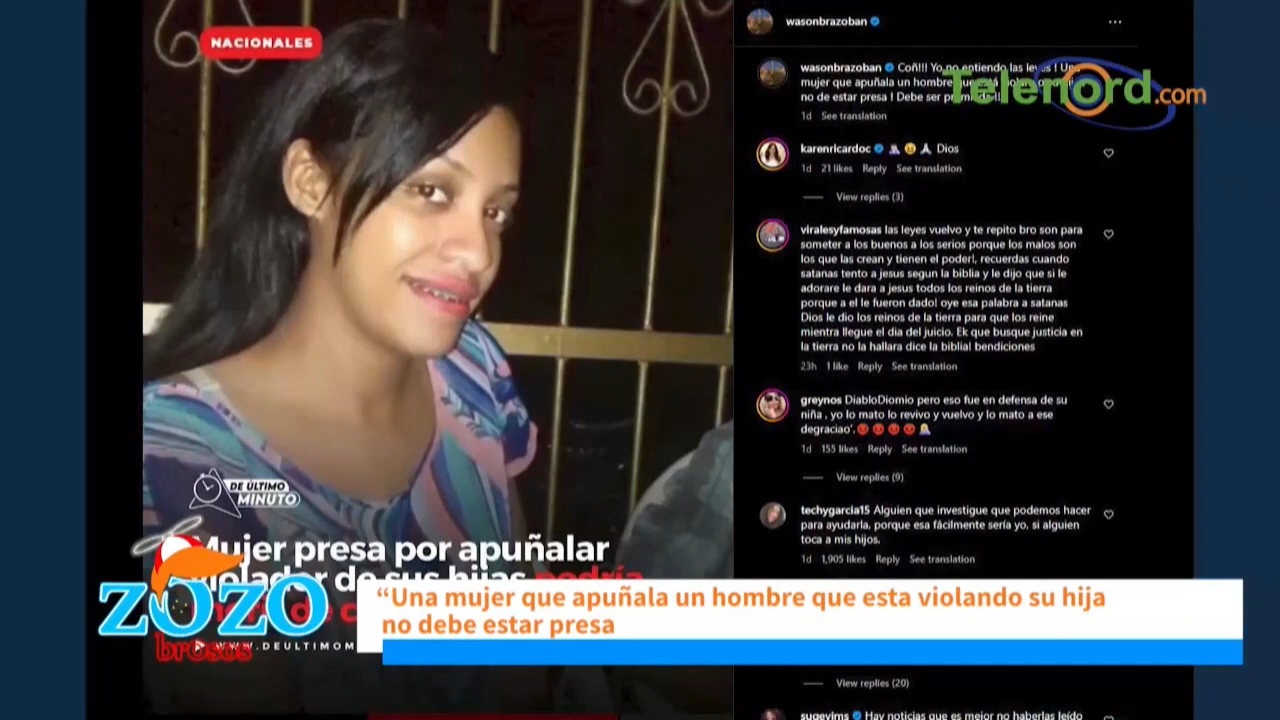 NACIONALES
DE ÚLTIMO
MINUTO
Mujer presa por apuñalar
violador de sus hijas podría
WWW.DEULTIMOM
ZOZO
brosos
wasonbrazoban
Telenord.com
wasonbrazoban Coñ!!! Yo no entiendo las leyes ! Una
mujer que apuñala un hombre que
no de estar presa ! Debe ser
1d See translation
karenricardoc Dios
1d 21 likes Reply See translation
View replies (3)
viralesyfamosas las leyes vuelvo y te repito bro son para
someter a los buenos a los serios porque los malos son
los que las crean y tienen el poder!, recuerdas cuando
satanas tento a jesus segun la biblia y le dijo que si le
adorare le dara a jesus todos los reinos de la tierra
porque a el le fueron dado! oye esa palabra a satanas
Dios le dio los reinos de la tierra para que los reine
mientra llegue el dia del juicio. Ek que busque justicia en
la tierra no la hallara dice la biblia! bendiciones
23h 1 like Reply See translation
greynos DiabloDiomio pero eso fue en defensa de su
niña , yo lo mato lo revivo y vuelvo y lo mato a ese
degraciao'.
1d 155 likes Reply See translation
View replies (9)
techygarcia15 Alguien que investigue que podemos hacer
para ayudarla, porque esa fácilmente sería yo, si alguien
toca a mis hijos.
1d 1,905 likes Reply See translation
“Una mujer que apuñala un hombre que esta violando su hija
no debe estar presa
View replies (20)
sugeyims Hay noticias que es mejor no haberlas leído